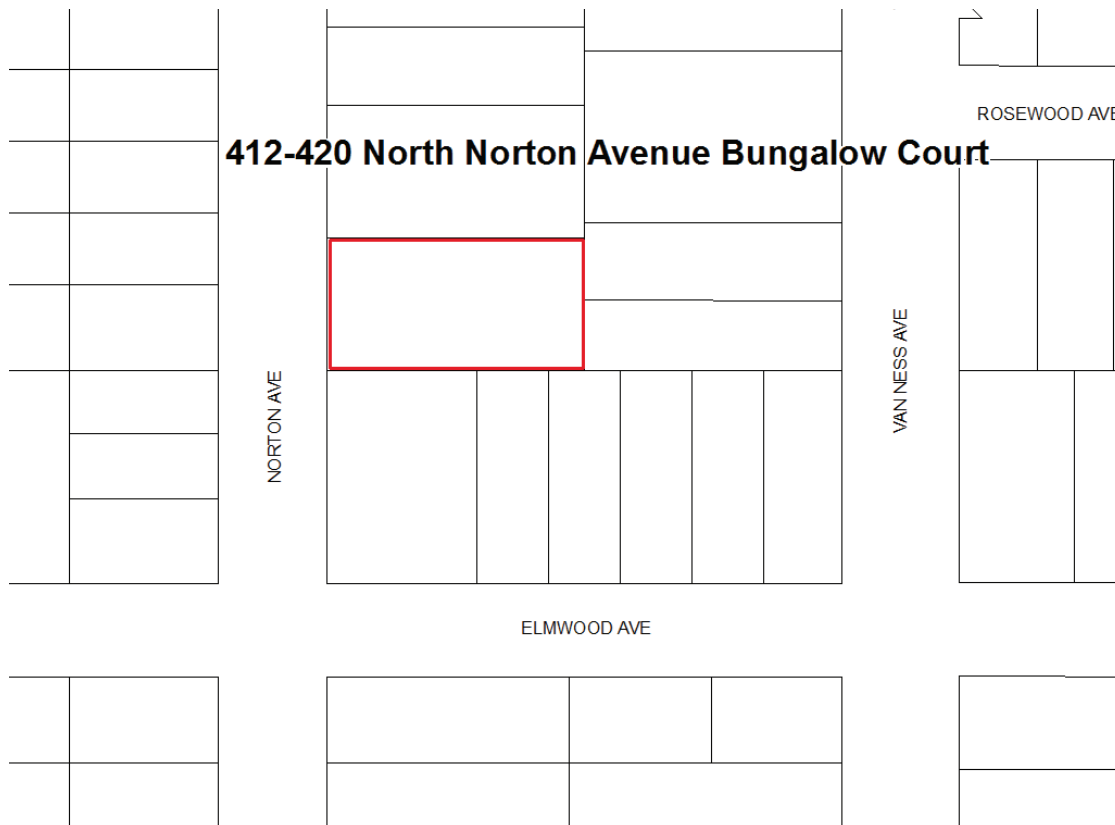 ROSEWOOD AVE
412-420 North Norton Avenue Bungalow Court
NORTON AVE
VAN NESS AVE
ELMWOOD AVE